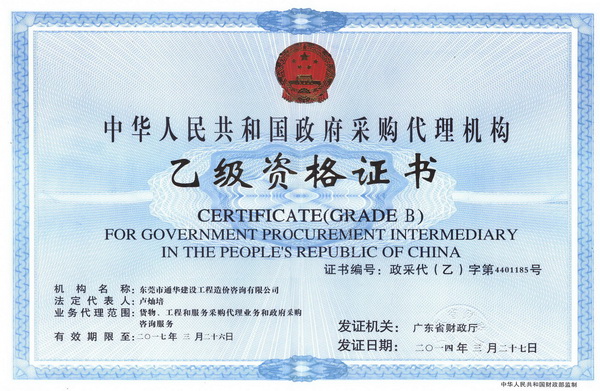 中华人民共和国政府采购代理机构
乙级资格证书
CERTIFICATE(GRADE B)
FOR GOVERNMENT PROCUREMENT INTERMEDIARY
IN THE PEOPLE'S REPUBLIC OF CHINA
证书编号：政采代（乙）字第4401185号
机构名称：东莞市通华建设工程造价咨询有限公司
法定代表人：卢灿培
业务代理范围：货物、工程和服务采购代理业务和政府采购
咨询服务
有效期限：二〇一七年 三 月二十六日
发证机关：广东省财政厅
发证日期：二〇一四年 三 月二十七日
中华人民共和国财政部监制